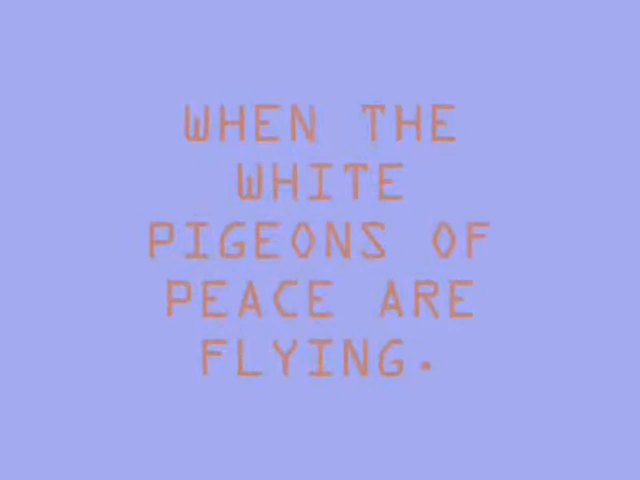 WHEN THE
WHITE
PIGEONS OF
PEACE ARE
FLYING.